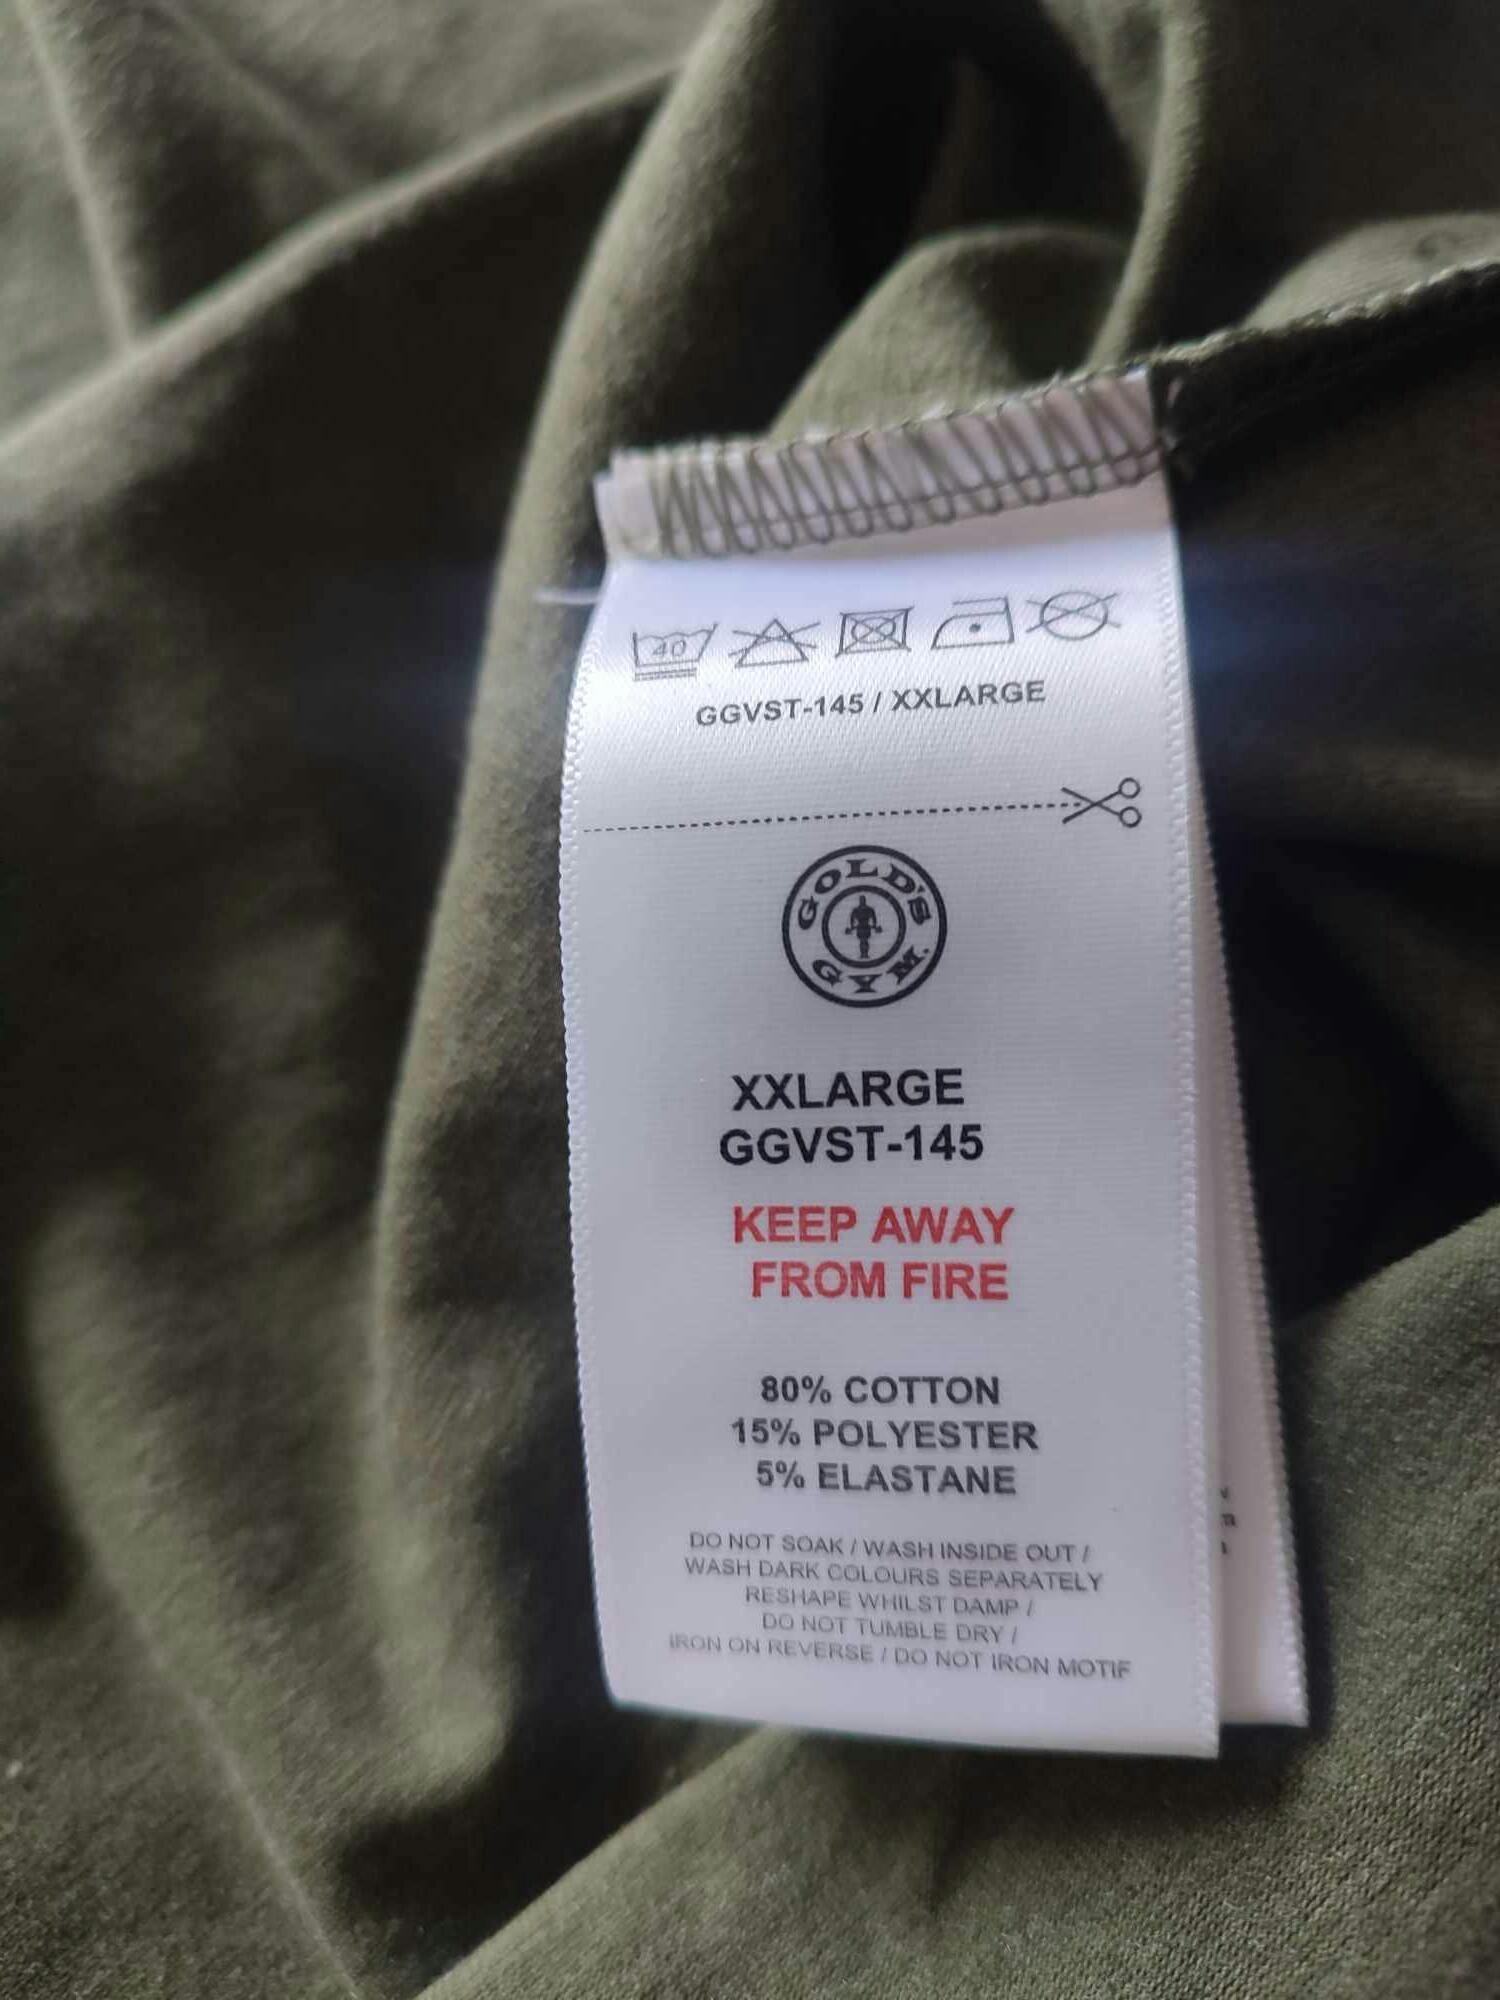 40
GGVST-145 / XXLARGE
GOLD'S
GYM.
XXLARGE
GGVST-145
KEEP AWAY
FROM FIRE
80% COTTON
15% POLYESTER
5% ELASTANE
DO NOT SOAK / WASH INSIDE OUT /
WASH DARK COLOURS SEPARATELY
RESHAPE WHILST DAMP /
DO NOT TUMBLE DRY /
IRON ON REVERSE / DO NOT IRON MOTIF